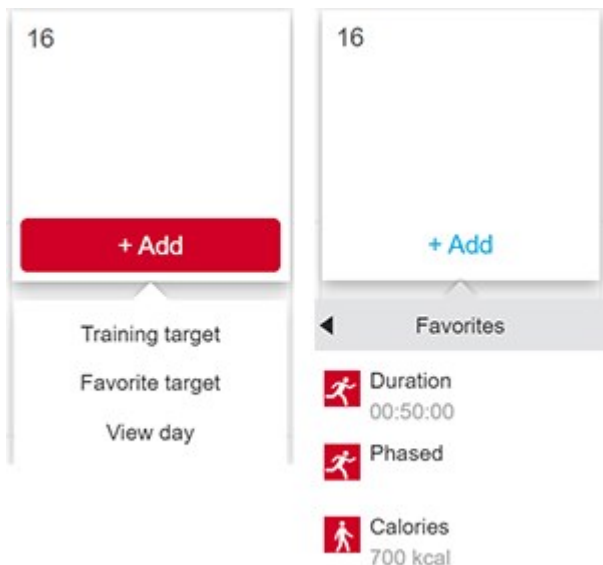 16
+ Add
Training target
Favorite target
View day
16
+ Add
Favorites
Duration
00:50:00
Phased
Calories
700 kcal